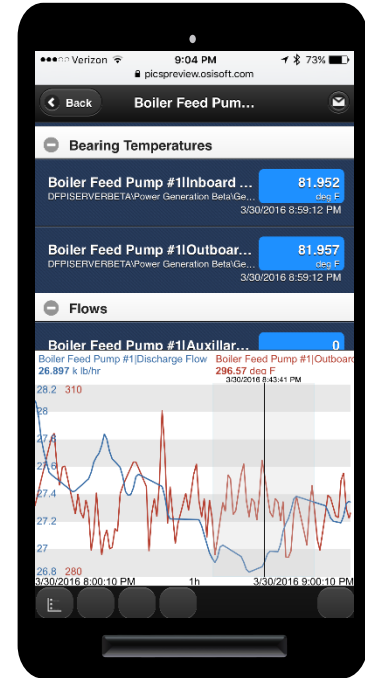 Verizon 9:04 PM 73%
picspreview.osisoft.com
Back Boiler Feed Pum...
Bearing Temperatures
Boiler Feed Pump #1|Inboard ... 81.952
DFPISERVERBETA\Power Generation Beta\Ge... deg F
3/30/2016 8:59:12 PM
Boiler Feed Pump #1|Outboar... 81.957
DFPISERVERBETA\Power Generation Beta\Ge... deg F
3/30/2016 8:59:12 PM
Flows
Boiler Feed Pump #1|Auxillar... 0
Boiler Feed Pump #1|Discharge Flow Boiler Feed Pump #1|Outboard
26.897 k lb/hr 296.57 deg F
3/30/2016 8:43:41 PM
28.2 310
28
27.8
27.6
27.4
27.2
27
26.8 280
3/30/2016 8:00:10 PM 1h 3/30/2016 9:00:10 PM